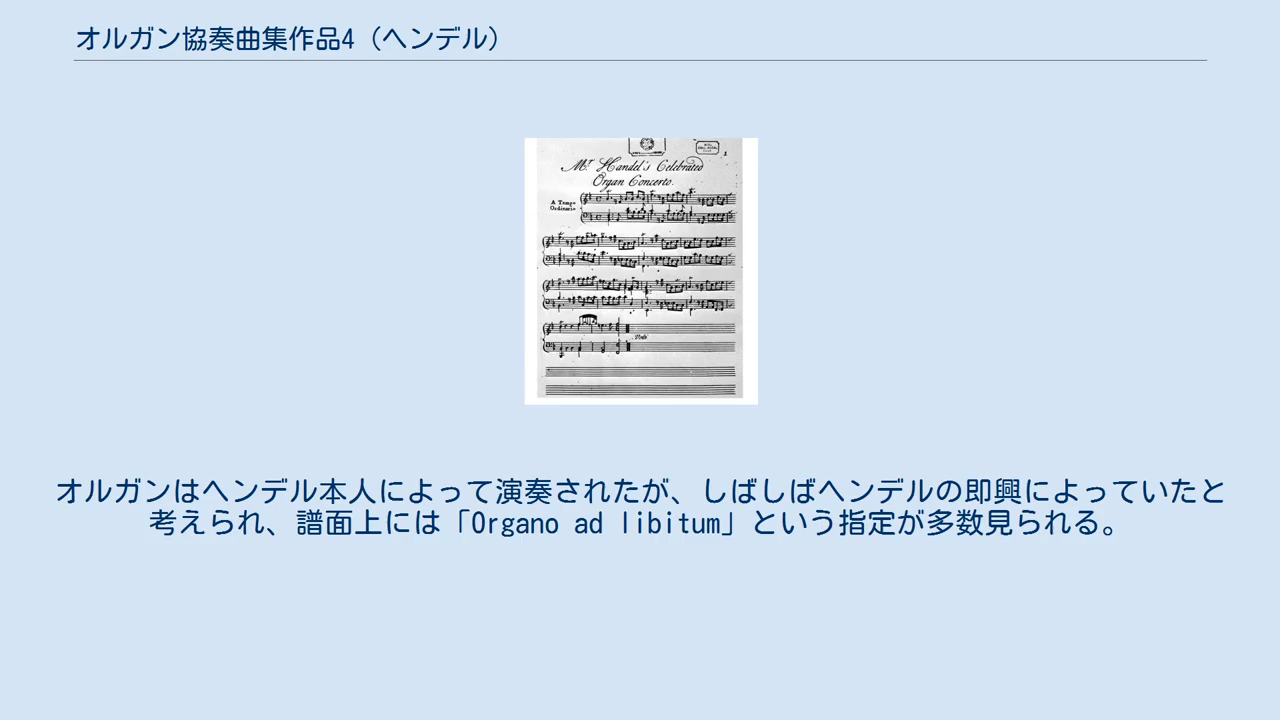 オルガン協奏曲集作品4（ヘンデル）
Mr Handel's Celebrated
Organ Concerto.
A Tempo
Ordinario
オルガンはヘンデル本人によって演奏されたが、しばしばヘンデルの即興によっていたと
考えられ、譜面上には「Organo ad libitum」という指定が多数見られる。